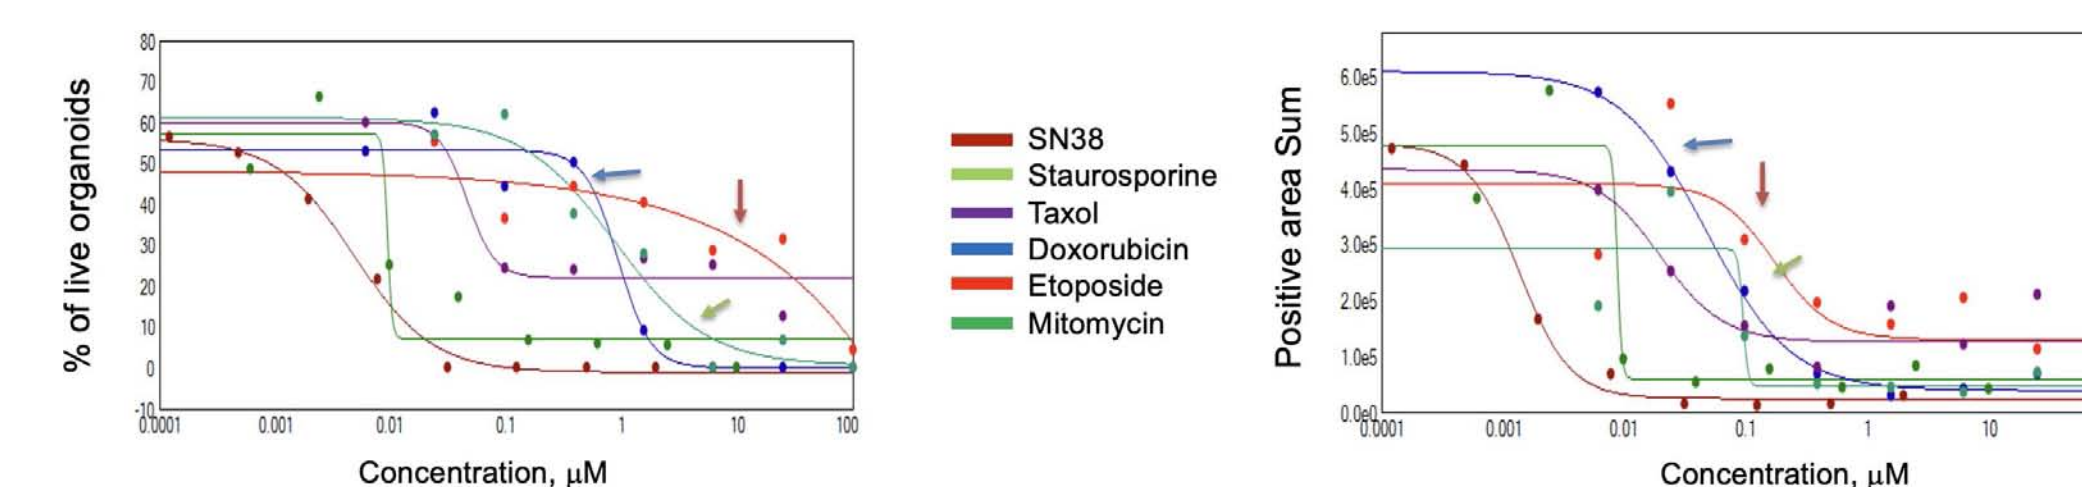 % of live organoids
80
70
60
50
40
30
20
10
0
-10
0.0001
0.001
0.01
0.1
1
10
100
Concentration, μM
SN38
Staurosporine
Taxol
Doxorubicin
Etoposide
Mitomycin
Positive area Sum
6.0e5
5.0e5
4.0e5
3.0e5
2.0e5
1.0e5
0.0e0
0.0001
0.001
0.01
0.1
1
10
Concentration, μM